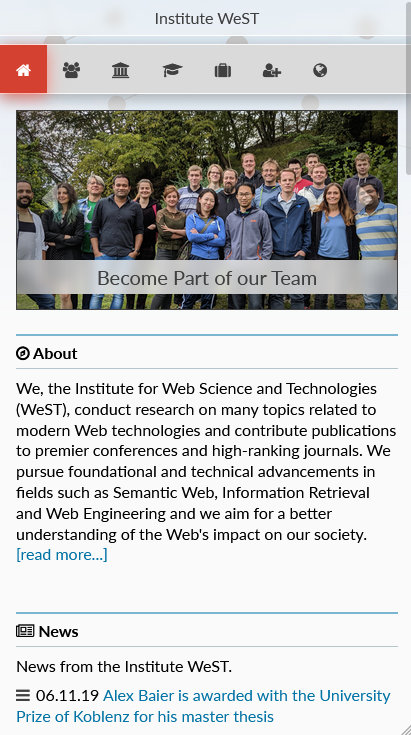 Institute WeST
Become Part of our Team
About
We, the Institute for Web Science and Technologies
(WeST), conduct research on many topics related to
modern Web technologies and contribute publications
to premier conferences and high-ranking journals. We
pursue foundational and technical advancements in
fields such as Semantic Web, Information Retrieval
and Web Engineering and we aim for a better
understanding of the Web's impact on our society.
[read more...]
News
News from the Institute WeST.
06.11.19 Alex Baier is awarded with the University
Prize of Koblenz for his master thesis